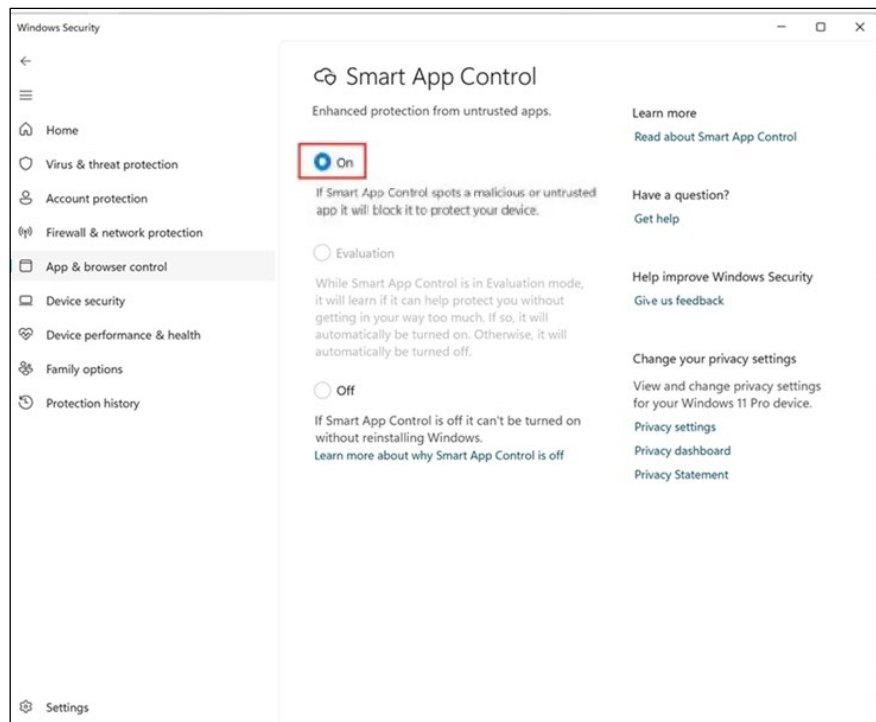 Windows Security
Home
Virus & threat protection
Account protection
Firewall & network protection
App & browser control
Device security
Device performance & health
Family options
Protection history
Settings
Smart App Control
Enhanced protection from untrusted apps.
On
If Smart App Control spots a malicious or untrusted
app it will block it to protect your device.
Evaluation
While Smart App Control is in Evaluation mode,
it will learn if it can help protect you without
getting in your way too much. If so, it will
automatically be turned on. Otherwise, it will
automatically be turned off.
Off
If Smart App Control is off it can't be turned on
without reinstalling Windows.
Learn more about why Smart App Control is off
Learn more
Read about Smart App Control
Have a question?
Get help
Help improve Windows Security
Give us feedback
Change your privacy settings
View and change privacy settings
for your Windows 11 Pro device.
Privacy settings
Privacy dashboard
Privacy Statement